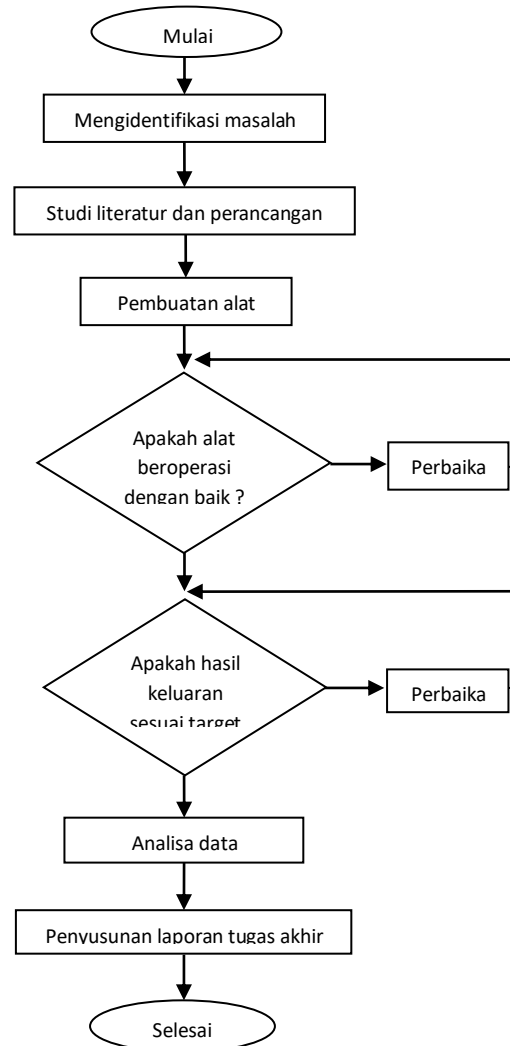 Mulai
Mengidentifikasi masalah
Studi literatur dan perancangan
Pembuatan alat
Apakah alat
beroperasi
dengan baik ?
Perbaika
Apakah hasil
keluaran
sesuai target
Perbaika
Analisa data
Penyusunan laporan tugas akhir
Selesai